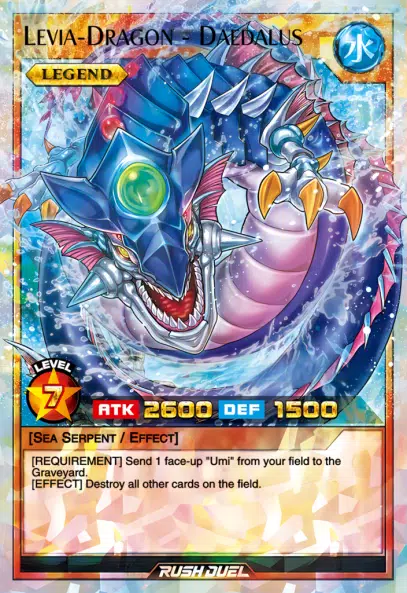 Levia-Dragon - Daedalus
水
LEGEND
LEVEL
7
ATK 2600 DEF 1500
[Sea Serpent / Effect]
[REQUIREMENT] Send 1 face-up "Umi" from your field to the
Graveyard.
[EFFECT] Destroy all other cards on the field.
RUSH DUEL